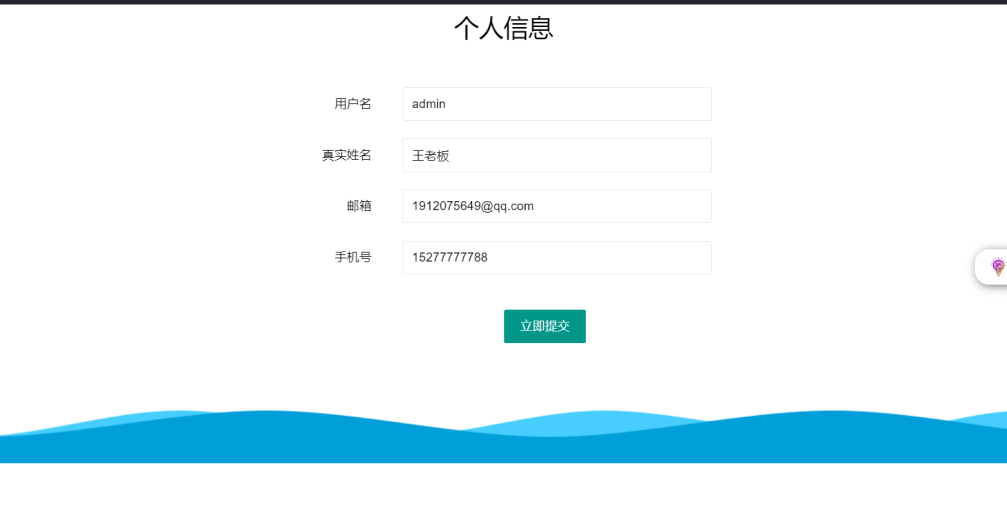 个人信息
用户名 admin
真实姓名 王老板
邮箱 1912075649@qq.com
手机号 15277777788
立即提交